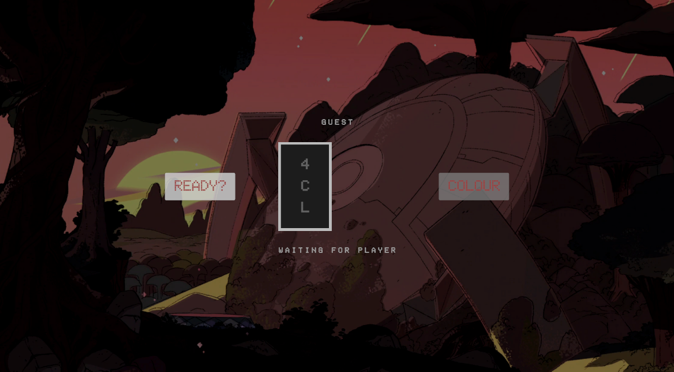 GUEST
READY?
4
C
L
COLOUR
WAITING FOR PLAYER